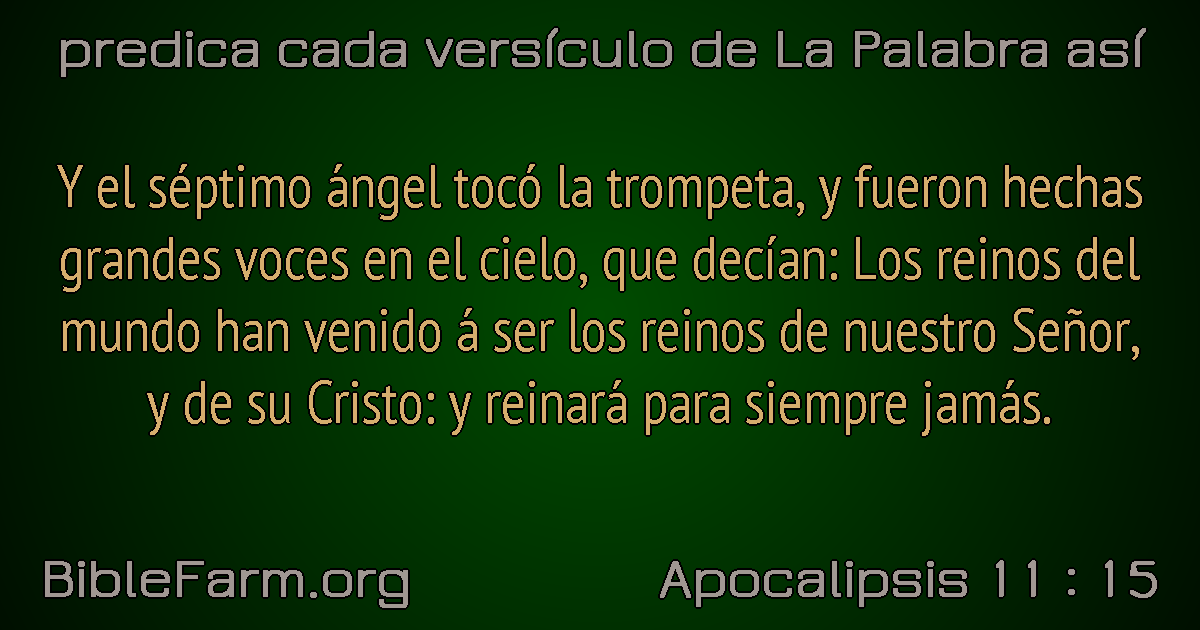 predica cada versículo de La Palabra así
Y el séptimo ángel tocó la trompeta, y fueron hechas
grandes voces en el cielo, que decían: Los reinos del
mundo han venido á ser los reinos de nuestro Señor,
y de su Cristo: y reinará para siempre jamás.
BibleFarm.org
Apocalipsis 11 : 15